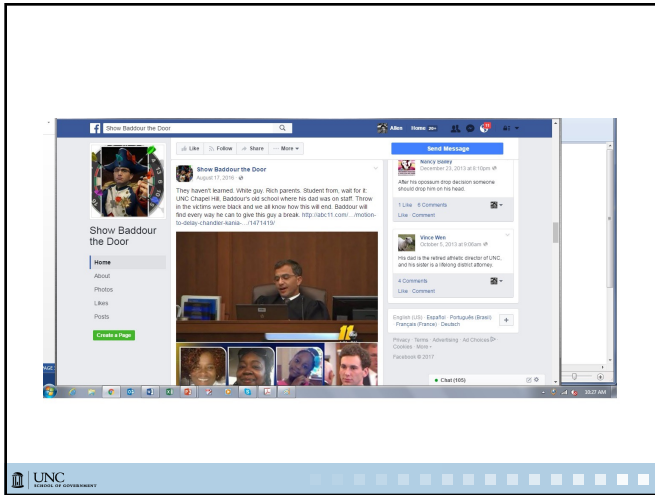 Show Baddour the Door
Allen Home 20+
Like Follow Share More
Send Message
Show Baddour the Door
August 17, 2016
They haven't learned. White guy. Rich parents. Student from, wait for it:
UNC Chapel Hill, Baddour's old school where his dad was on staff. Throw
in the victims were black and we all know how this will end. Baddour will
find every way he can to give this guy a break. http://abc11.com/.../motion-
to-delay-chandler-kania-.../1471419/
Show Baddour
the Door
Home
About
Photos
Likes
Posts
Create a Page
Nancy Bailey
December 23, 2013 at 8:10pm
After his opossum drop decision someone
should drop him on his head.
1 Like · 6 Comments
Like · Comment
Vince Wen
October 5, 2013 at 9:06am
His dad is the retired athletic director of UNC,
and his sister is a lifelong district attorney.
4 Comments
Like · Comment
English (US) · Español · Português (Brasil) ·
Français (France) · Deutsch
Privacy · Terms · Advertising · Ad Choices ·
Cookies · More
Facebook © 2017
Chat (105)
10:27 AM
UNC
SCHOOL OF GOVERNMENT